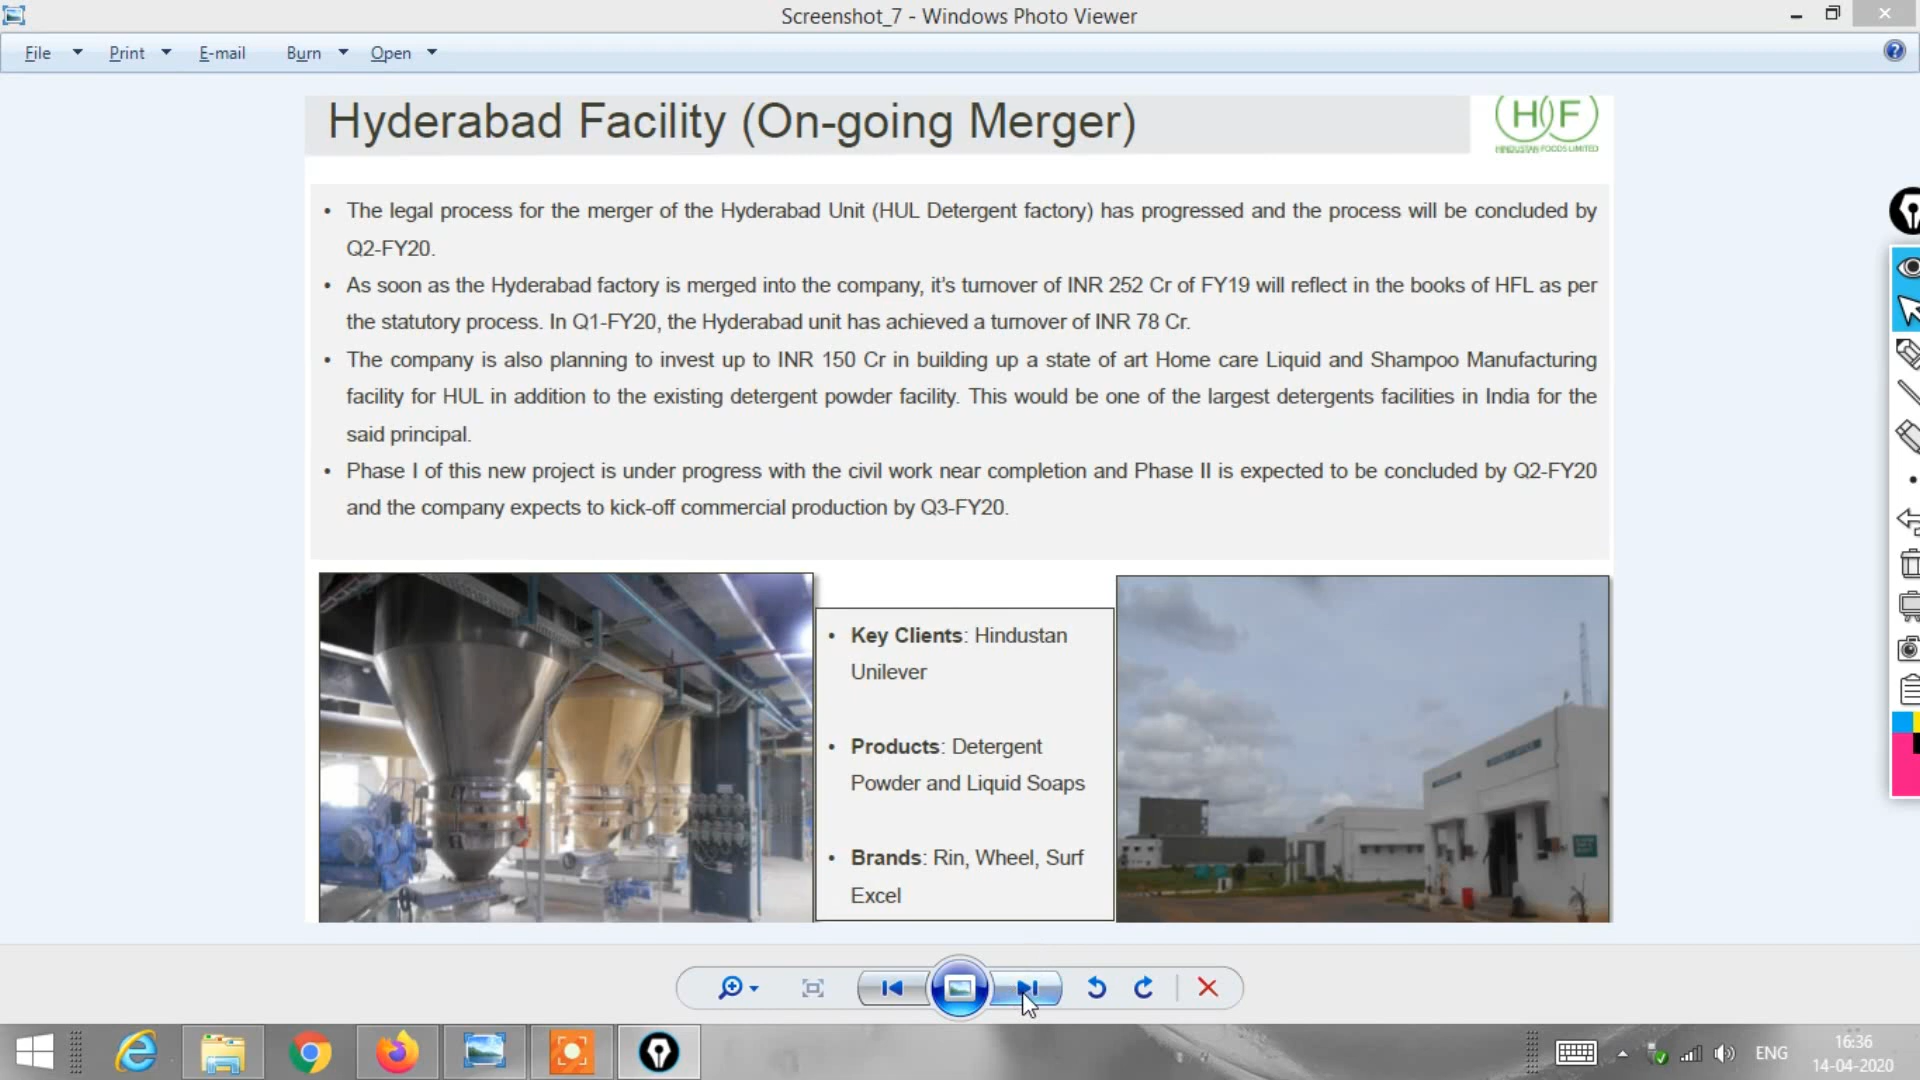 Screenshot_7 - Windows Photo Viewer
File Print E-mail Burn Open
Hyderabad Facility (On-going Merger)
H F
HINDUSTAN FOODS LIMITED
• The legal process for the merger of the Hyderabad Unit (HUL Detergent factory) has progressed and the process will be concluded by
Q2-FY20.
• As soon as the Hyderabad factory is merged into the company, it's turnover of INR 252 Cr of FY19 will reflect in the books of HFL as per
the statutory process. In Q1-FY20, the Hyderabad unit has achieved a turnover of INR 78 Cr.
• The company is also planning to invest up to INR 150 Cr in building up a state of art Home care Liquid and Shampoo Manufacturing
facility for HUL in addition to the existing detergent powder facility. This would be one of the largest detergents facilities in India for the
said principal.
• Phase I of this new project is under progress with the civil work near completion and Phase II is expected to be concluded by Q2-FY20
and the company expects to kick-off commercial production by Q3-FY20.
• Key Clients: Hindustan
Unilever
• Products: Detergent
Powder and Liquid Soaps
• Brands: Rin, Wheel, Surf
Excel
ENG
16:36
14-04-2020